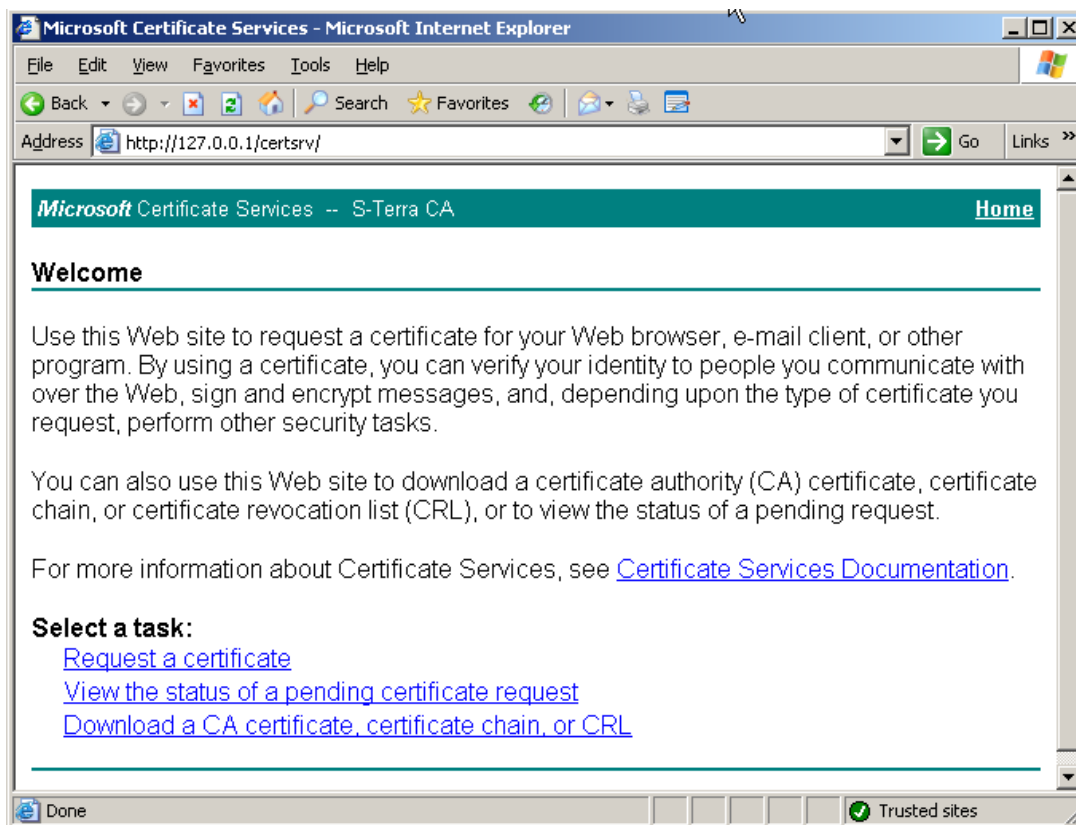 Microsoft Certificate Services - Microsoft Internet Explorer
File Edit View Favorites Tools Help
Back Search Favorites
Address http://127.0.0.1/certsrv/ Go Links »
Microsoft Certificate Services -- S-Terra CA Home
Welcome
Use this Web site to request a certificate for your Web browser, e-mail client, or other
program. By using a certificate, you can verify your identity to people you communicate with
over the Web, sign and encrypt messages, and, depending upon the type of certificate you
request, perform other security tasks.
You can also use this Web site to download a certificate authority (CA) certificate, certificate
chain, or certificate revocation list (CRL), or to view the status of a pending request.
For more information about Certificate Services, see Certificate Services Documentation.
Select a task:
Request a certificate
View the status of a pending certificate request
Download a CA certificate, certificate chain, or CRL
Done Trusted sites